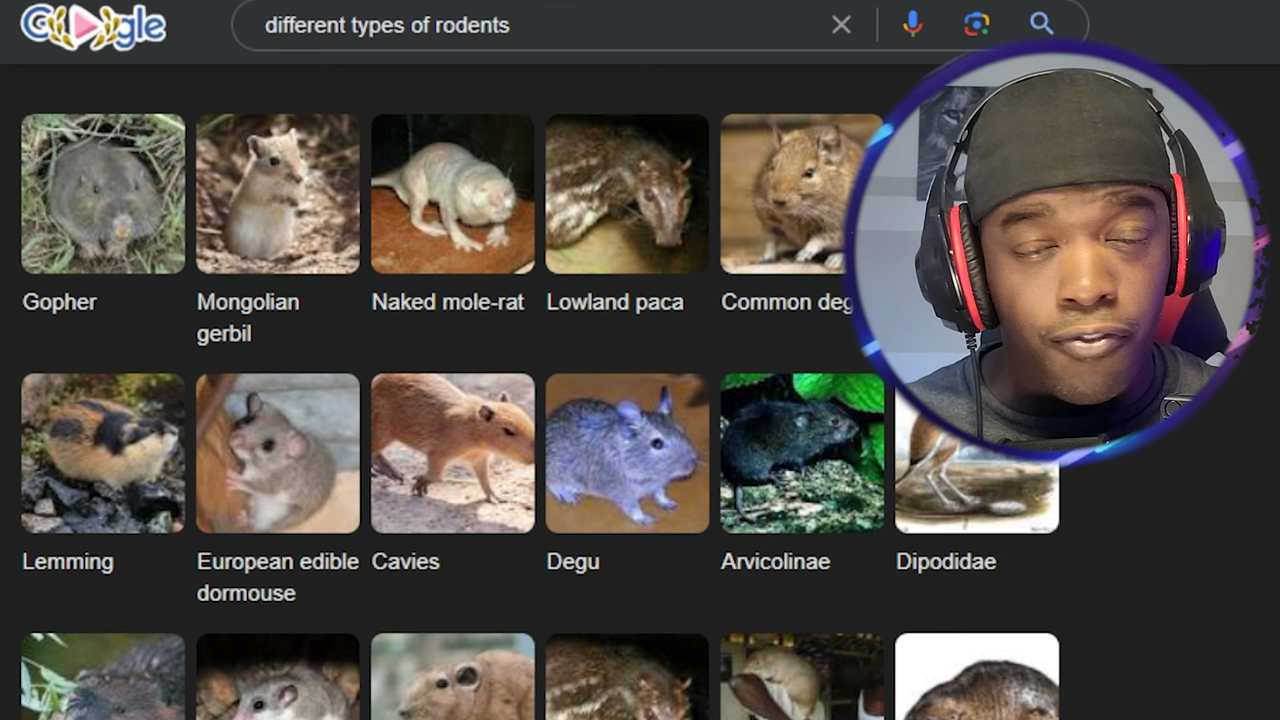 Google
different types of rodents
Gopher
Mongolian
gerbil
Naked mole-rat
Lowland paca
Common deg
Lemming
European edible
dormouse
Cavies
Degu
Arvicolinae
Dipodidae